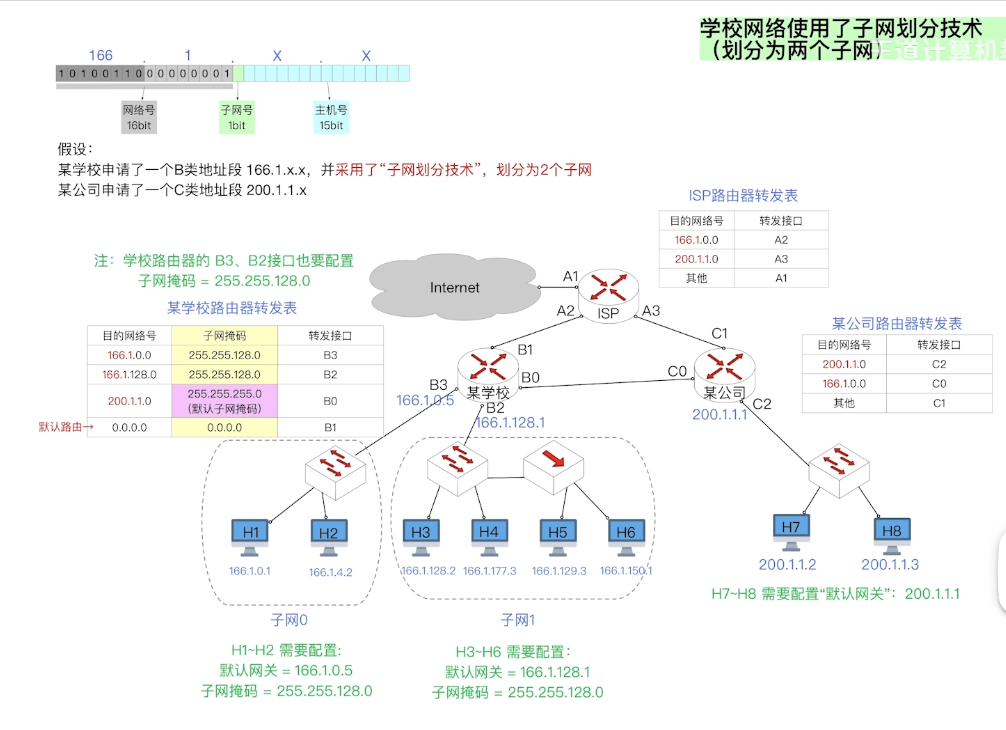 学校网络使用了子网划分技术
（划分为两个子网）
王道计算机
166 . 1 . X . X
1 0 1 0 0 1 1 0 0 0 0 0 0 0 0 1
网络号 子网号 主机号
16bit 1bit 15bit
假设：
某学校申请了一个B类地址段 166.1.x.x，并采用了“子网划分技术”，划分为2个子网
某公司申请了一个C类地址段 200.1.1.x
ISP路由器转发表
目的网络号 转发接口
166.1.0.0 A2
200.1.1.0 A3
其他 A1
注：学校路由器的 B3、B2接口也要配置
子网掩码 = 255.255.128.0
某学校路由器转发表
目的网络号 子网掩码 转发接口
166.1.0.0 255.255.128.0 B3
166.1.128.0 255.255.128.0 B2
200.1.1.0 255.255.255.0 B0
（默认子网掩码）
默认路由→ 0.0.0.0 0.0.0.0 B1
Internet
A1
ISP
A2 A3
某公司路由器转发表
目的网络号 转发接口
200.1.1.0 C2
166.1.0.0 C0
其他 C1
B1 C1
B3 某学校 B0 C0 某公司
166.1.0.5 B2 200.1.1.1 C2
166.1.128.1
H1 H2 H3 H4 H5 H6 H7 H8
166.1.0.1 166.1.4.2 166.1.128.2 166.1.177.3 166.1.129.3 166.1.150.1 200.1.1.2 200.1.1.3
H7~H8 需要配置“默认网关”：200.1.1.1
子网0 子网1
H1~H2 需要配置:
默认网关 = 166.1.0.5
子网掩码 = 255.255.128.0
H3~H6 需要配置：
默认网关 = 166.1.128.1
子网掩码 = 255.255.128.0